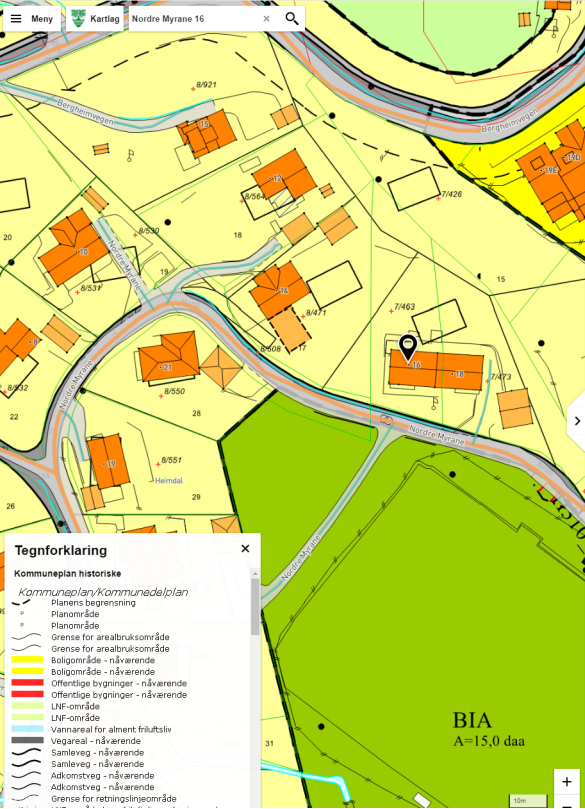 Meny
Kartlag
Nordre Myrane 16
Bergheimvegen
8/921
15
Bergheimvegen
19D
19E
12
8/564
7/426
20
8/530
18
10
Nordre Myrane
19
8/531
15
14
8/471
7/463
8
8/608
17
21
16
18
7/473
8/532
Nordre Myrane
8/550
22
28
Nordre Myrane
19
8/551
Heimdal
26
29
Nordre Myrane
31
BIA
A=15,0 daa
10m
Tegnforklaring
Kommuneplan historiske
Kommuneplan/Kommunedelplan
Planens begrensning
Planområde
Planområde
Grense for arealbruksområde
Grense for arealbruksområde
Boligområde - nåværende
Boligområde - nåværende
Offentlige bygninger - nåværende
Offentlige bygninger - nåværende
LNF-område
LNF-område
Vannareal for alment friluftsliv
Vegareal - nåværende
Samleveg - nåværende
Samleveg - nåværende
Adkomstveg - nåværende
Adkomstveg - nåværende
Grense for retningslinjeområde